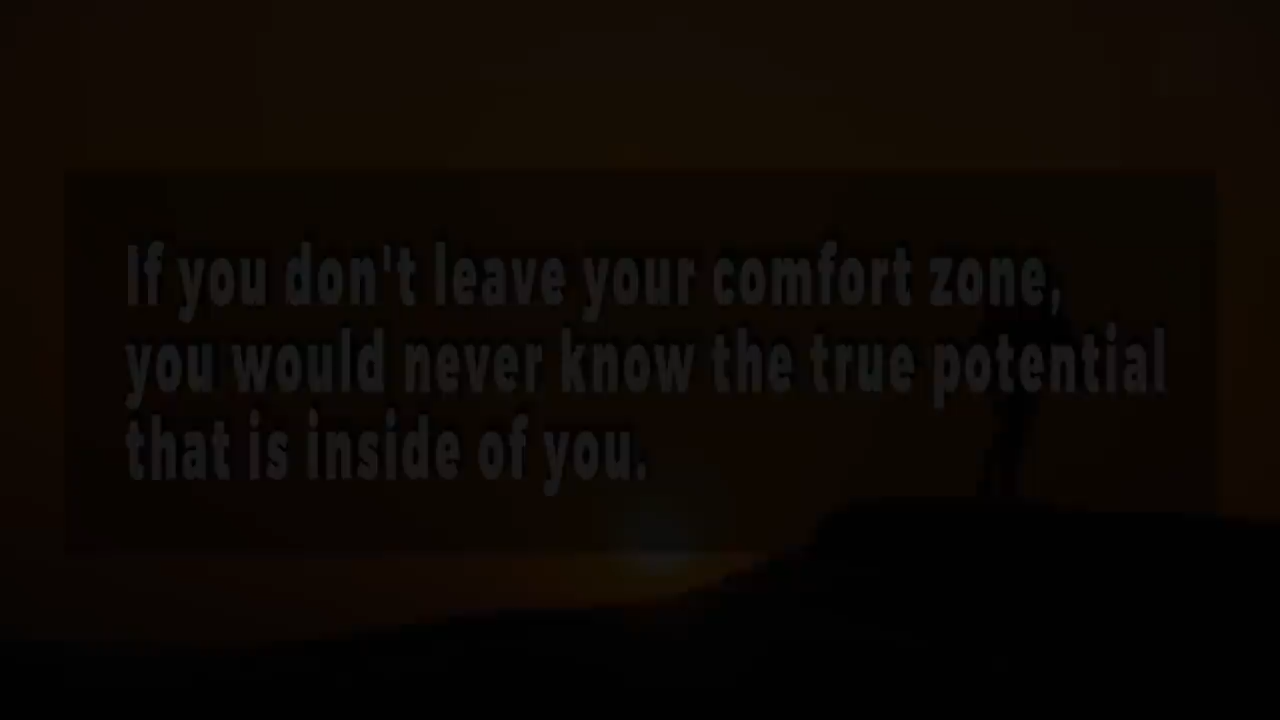 If you don't leave your comfort zone,
you would never know the true potential
that is inside of you.